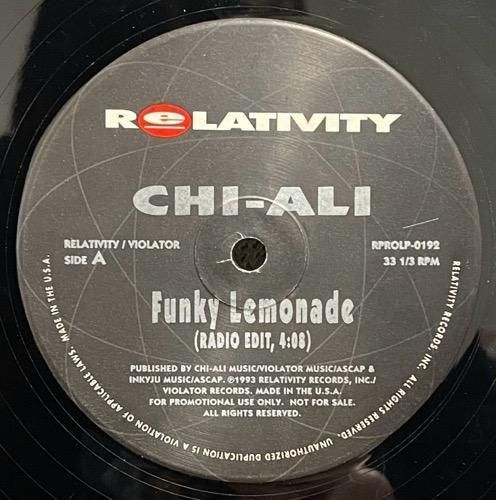 ReLATIVITY
CHI-ALI
RELATIVITY / VIOLATOR
SIDE A
RPROLP-0192
33 1/3 RPM
Funky Lemonade
(RADIO EDIT, 4:08)
PUBLISHED BY CHI-ALI MUSIC/VIOLATOR MUSIC/ASCAP &
INKYJU MUSIC/ASCAP. ℗1993 RELATIVITY RECORDS, INC./
VIOLATOR RECORDS. MADE IN THE U.S.A.
FOR PROMOTIONAL USE ONLY. NOT FOR SALE.
ALL RIGHTS RESERVED.
RELATIVITY RECORDS, INC. ALL RIGHTS RESERVED. UNAUTHORIZED DUPLICATION IS A VIOLATION OF APPLICABLE LAWS. MADE IN THE U.S.A.